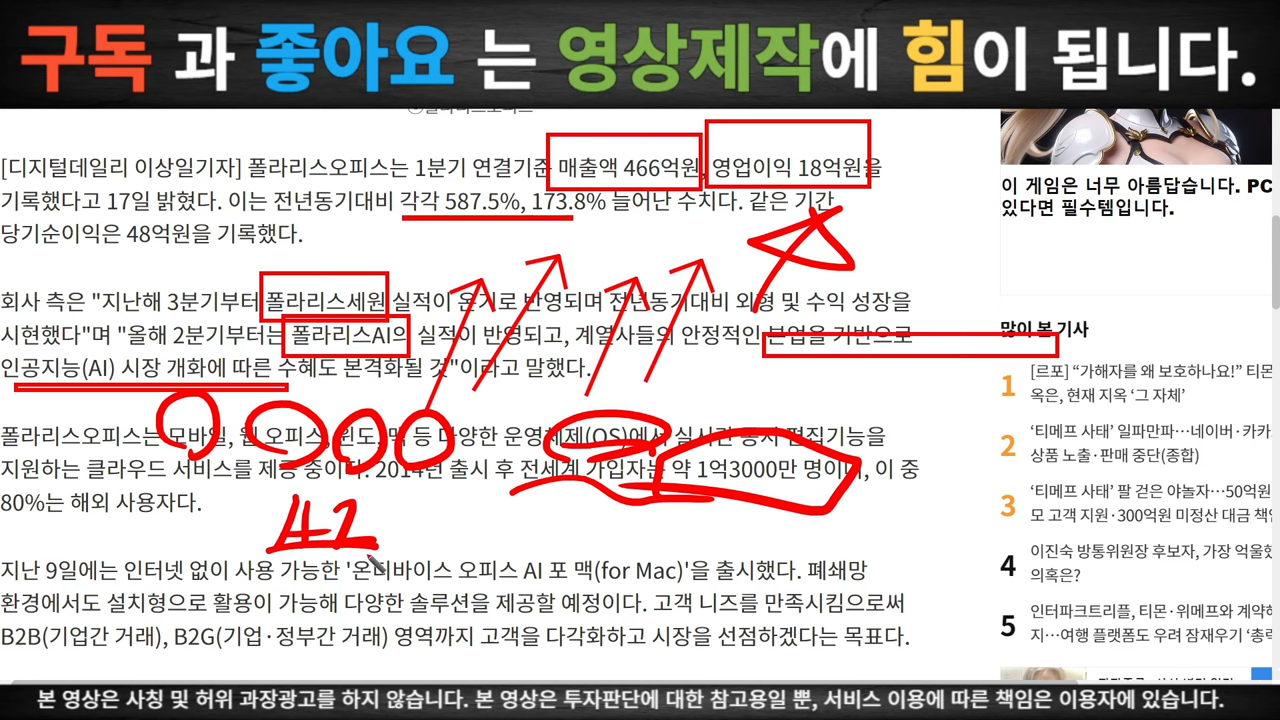 구독 과 좋아요 는 영상제작에 힘이 됩니다.
[디지털데일리 이상일기자] 폴라리스오피스는 1분기 연결기준 매출액 466억원, 영업이익 18억원을
기록했다고 17일 밝혔다. 이는 전년동기대비 각각 587.5%, 173.8% 늘어난 수치다. 같은 기간
당기순이익은 48억원을 기록했다.
회사 측은 "지난해 3분기부터 폴라리스세원 실적이 온기로 반영되며 전년동기대비 외형 및 수익 성장을
시현했다"며 "올해 2분기부터는 폴라리스AI의 실적이 반영되고, 계열사들의 안정적인 본업을 기반으로
인공지능(AI) 시장 개화에 따른 수혜도 본격화될 것"이라고 말했다.
폴라리스오피스는 모바일, 웹 오피스, 윈도, 맥 등 다양한 운영체제(OS)에서 실시간 동시 편집기능을
지원하는 클라우드 서비스를 제공 중이다. 2014년 출시 후 전세계 가입자는 약 1억3000만 명이며, 이 중
80%는 해외 사용자다.
42
지난 9일에는 인터넷 없이 사용 가능한 '온디바이스 오피스 AI 포 맥(for Mac)'을 출시했다. 폐쇄망
환경에서도 설치형으로 활용이 가능해 다양한 솔루션을 제공할 예정이다. 고객 니즈를 만족시킴으로써
B2B(기업간 거래), B2G(기업·정부간 거래) 영역까지 고객을 다각화하고 시장을 선점하겠다는 목표다.
이 게임은 너무 아름답습니다. PC
있다면 필수템입니다.
많이 본 기사
1 [르포] “가해자를 왜 보호하나요!” 티몬
옥은, 현재 지옥 ‘그 자체’
2 ‘티메프 사태’ 일파만파…네이버·카카
상품 노출·판매 중단(종합)
3 ‘티메프 사태’ 팔 걷은 야놀자…50억원
모 고객 지원·300억원 미정산 대금 책임
4 이진숙 방통위원장 후보자, 가장 억울했
의혹은?
5 인터파크트리플, 티몬·위메프와 계약해
지…여행 플랫폼도 우려 잠재우기 ‘총력
본 영상은 사칭 및 허위 과장광고를 하지 않습니다. 본 영상은 투자판단에 대한 참고용일 뿐, 서비스 이용에 따른 책임은 이용자에 있습니다.